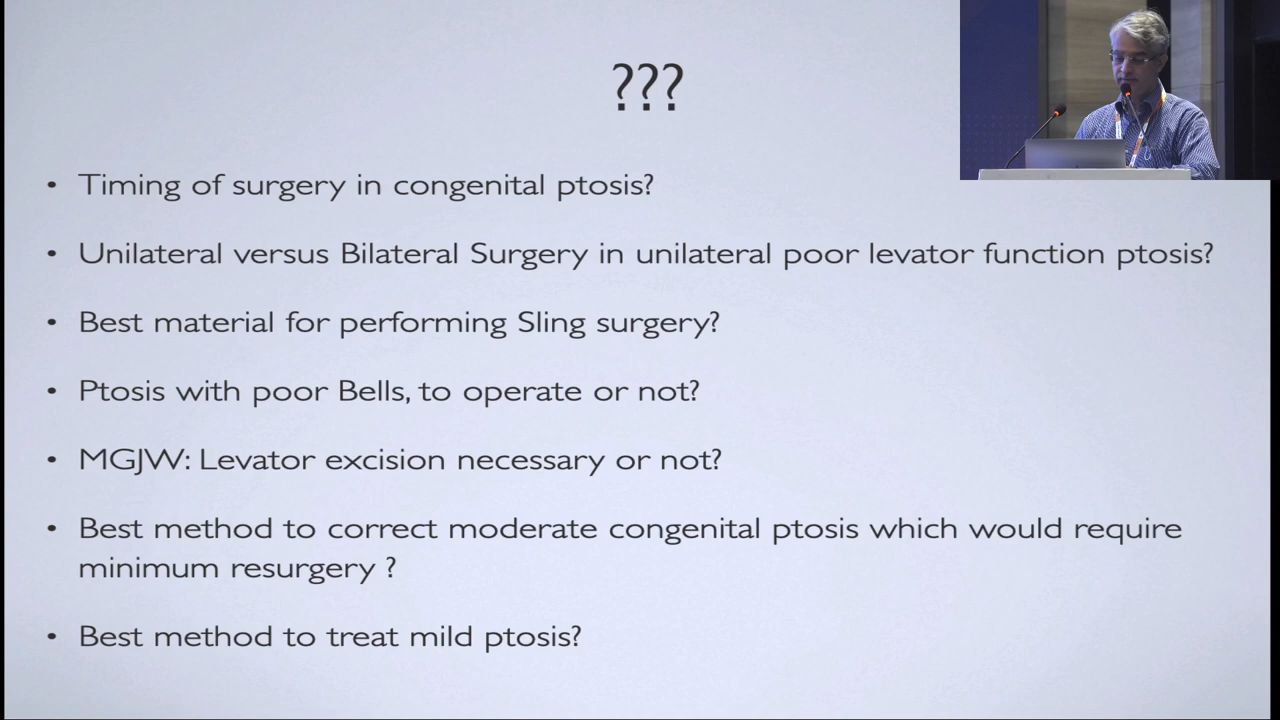 ???
• Timing of surgery in congenital ptosis?
• Unilateral versus Bilateral Surgery in unilateral poor levator function ptosis?
• Best material for performing Sling surgery?
• Ptosis with poor Bells, to operate or not?
• MGJW: Levator excision necessary or not?
• Best method to correct moderate congenital ptosis which would require
minimum resurgery ?
• Best method to treat mild ptosis?